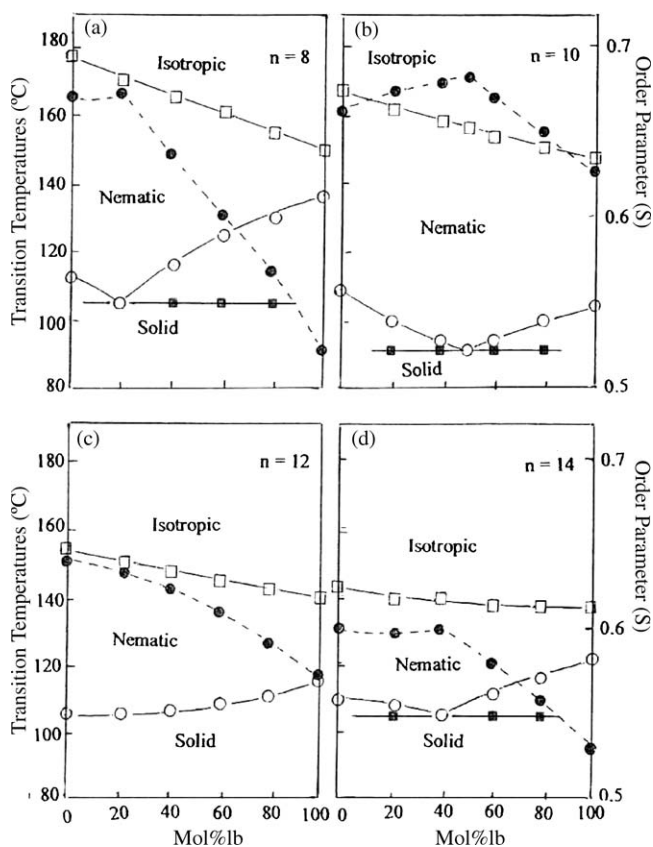 (a)
n = 8
Isotropic
Nematic
Solid
180
160
140
120
100
80
Transition Temperatures (ºC)
(b)
n = 10
Isotropic
Nematic
Solid
0.7
0.6
0.5
Order Parameter (S)
(c)
n = 12
Isotropic
Nematic
Solid
180
160
140
120
100
80
Transition Temperatures (ºC)
0 20 40 60 80 100
Mol%lb
(d)
n = 14
Isotropic
Nematic
Solid
0.7
0.6
0.5
Order Parameter (S)
0 20 40 60 80 100
Mol%lb